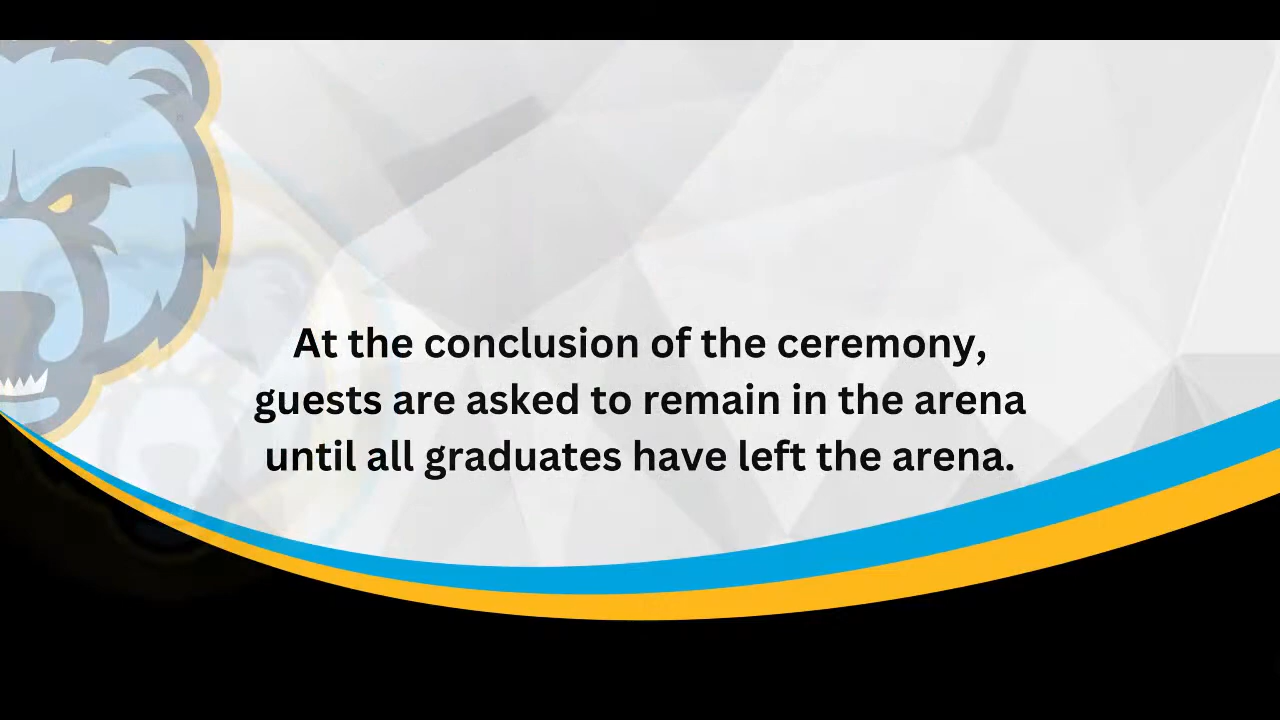 At the conclusion of the ceremony,
guests are asked to remain in the arena
until all graduates have left the arena.